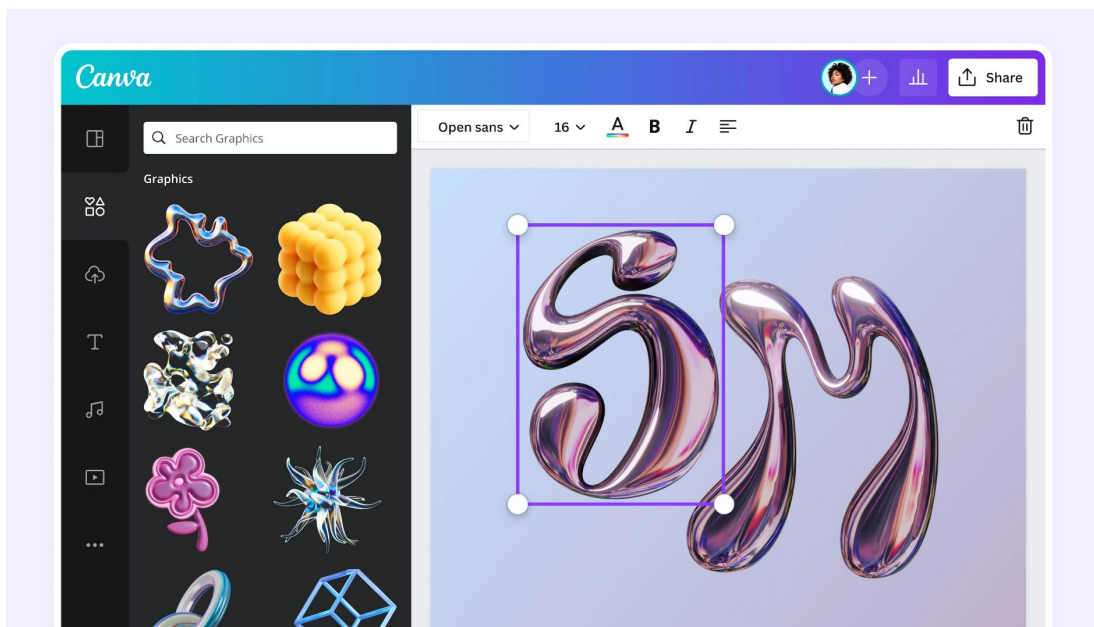 Canva
Share
Search Graphics
Open sans 16 A B I
Graphics
T
SM